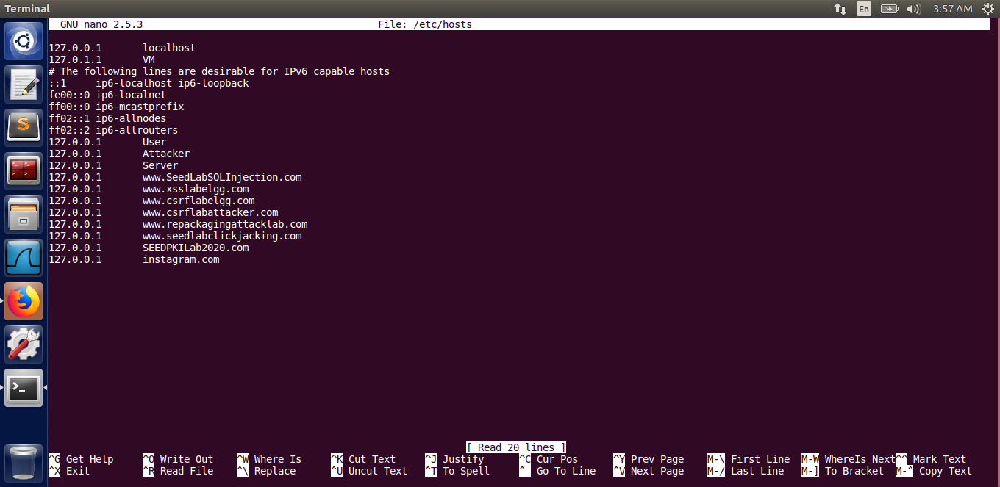 Terminal En 3:57 AM
GNU nano 2.5.3 File: /etc/hosts
127.0.0.1 localhost
127.0.1.1 VM
# The following lines are desirable for IPv6 capable hosts
::1 ip6-localhost ip6-loopback
fe00::0 ip6-localnet
ff00::0 ip6-mcastprefix
ff02::1 ip6-allnodes
ff02::2 ip6-allrouters
127.0.0.1 User
127.0.0.1 Attacker
127.0.0.1 Server
127.0.0.1 www.SeedLabSQLInjection.com
127.0.0.1 www.xsslabelgg.com
127.0.0.1 www.csrflabelgg.com
127.0.0.1 www.csrflabattacker.com
127.0.0.1 www.repackagingattacklab.com
127.0.0.1 www.seedlabclickjacking.com
127.0.0.1 SEEDPKILab2020.com
127.0.0.1 instagram.com
[ Read 20 lines ]
^G Get Help ^O Write Out ^W Where Is ^K Cut Text ^J Justify ^C Cur Pos ^Y Prev Page M-\ First Line M-W WhereIs Next ^^ Mark Text
^X Exit ^R Read File ^\ Replace ^U Uncut Text ^T To Spell ^_ Go To Line ^V Next Page M-/ Last Line M-] To Bracket M-^ Copy Text